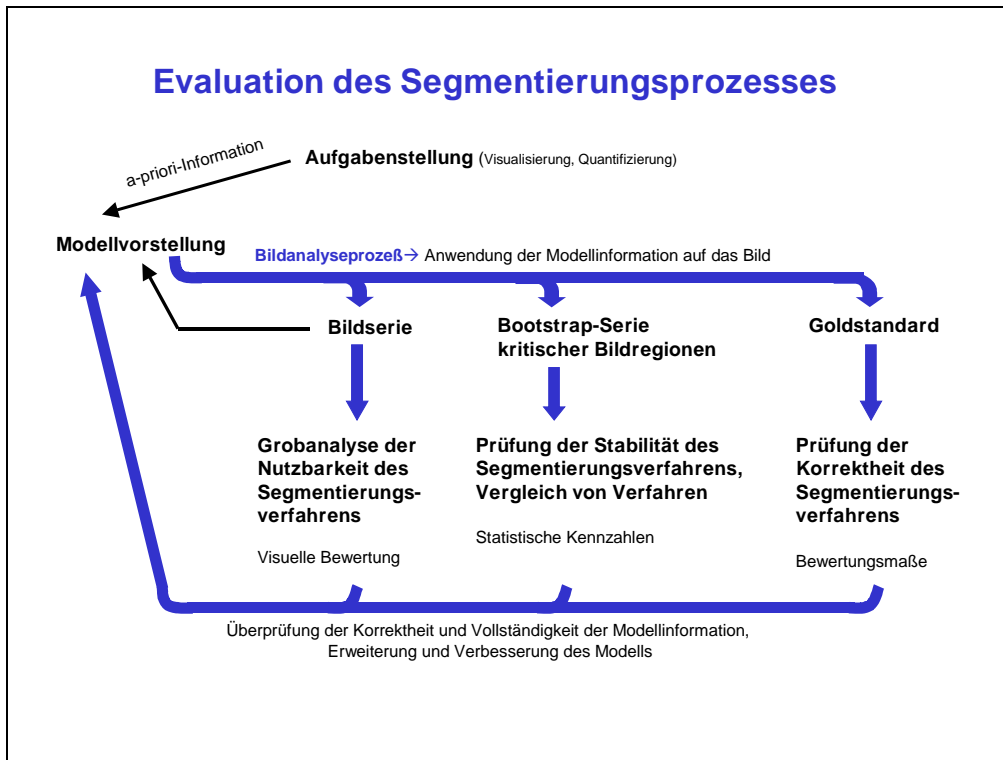 Evaluation des Segmentierungsprozesses
a-priori-Information
Aufgabenstellung (Visualisierung, Quantifizierung)
Modellvorstellung
Bildanalyseprozeß→ Anwendung der Modellinformation auf das Bild
Bildserie
Bootstrap-Serie
kritischer Bildregionen
Goldstandard
Grobanalyse der
Nutzbarkeit des
Segmentierungs-
verfahrens
Visuelle Bewertung
Prüfung der Stabilität des
Segmentierungsverfahrens,
Vergleich von Verfahren
Statistische Kennzahlen
Prüfung der
Korrektheit des
Segmentierungs-
verfahrens
Bewertungsmaße
Überprüfung der Korrektheit und Vollständigkeit der Modellinformation,
Erweiterung und Verbesserung des Modells